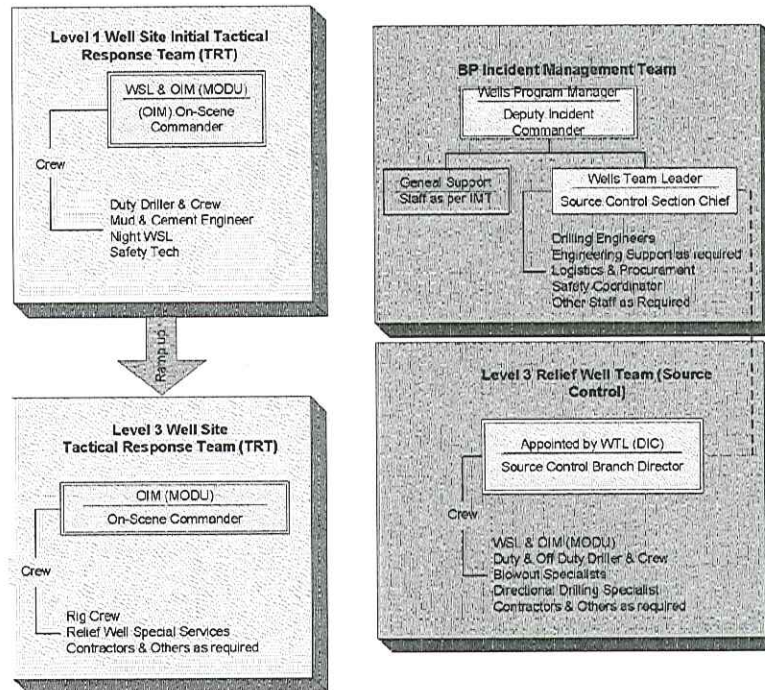 Level 1 Well Site Initial Tactical
Response Team (TRT)
WSL & OIM (MODU)
(OIM) On-Scene
Commander
Crew
Duty Driller & Crew
Mud & Cement Engineer
Night WSL
Safety Tech
Ramp up
Level 3 Well Site
Tactical Response Team (TRT)
OIM (MODU)
On-Scene Commander
Crew
Rig Crew
Relief Well Special Services
Contractors & Others as required
BP Incident Management Team
Wells Program Manager
Deputy Incident
Commander
Geneal Support
Staff as per IMT
Wells Team Leader
Source Control Section Chief
Drilling Engineers
Engineering Support as required
Logistics & Procurement
Safety Coordinator
Other Staff as Required
Level 3 Relief Well Team (Source
Control)
Appointed by WTL (DIC)
Source Control Branch Director
Crew
WSL & OIM (MODU)
Duty & Off Duty Driller & Crew
Blowout Specialists
Directional Drilling Specialist
Contractors & Others as required